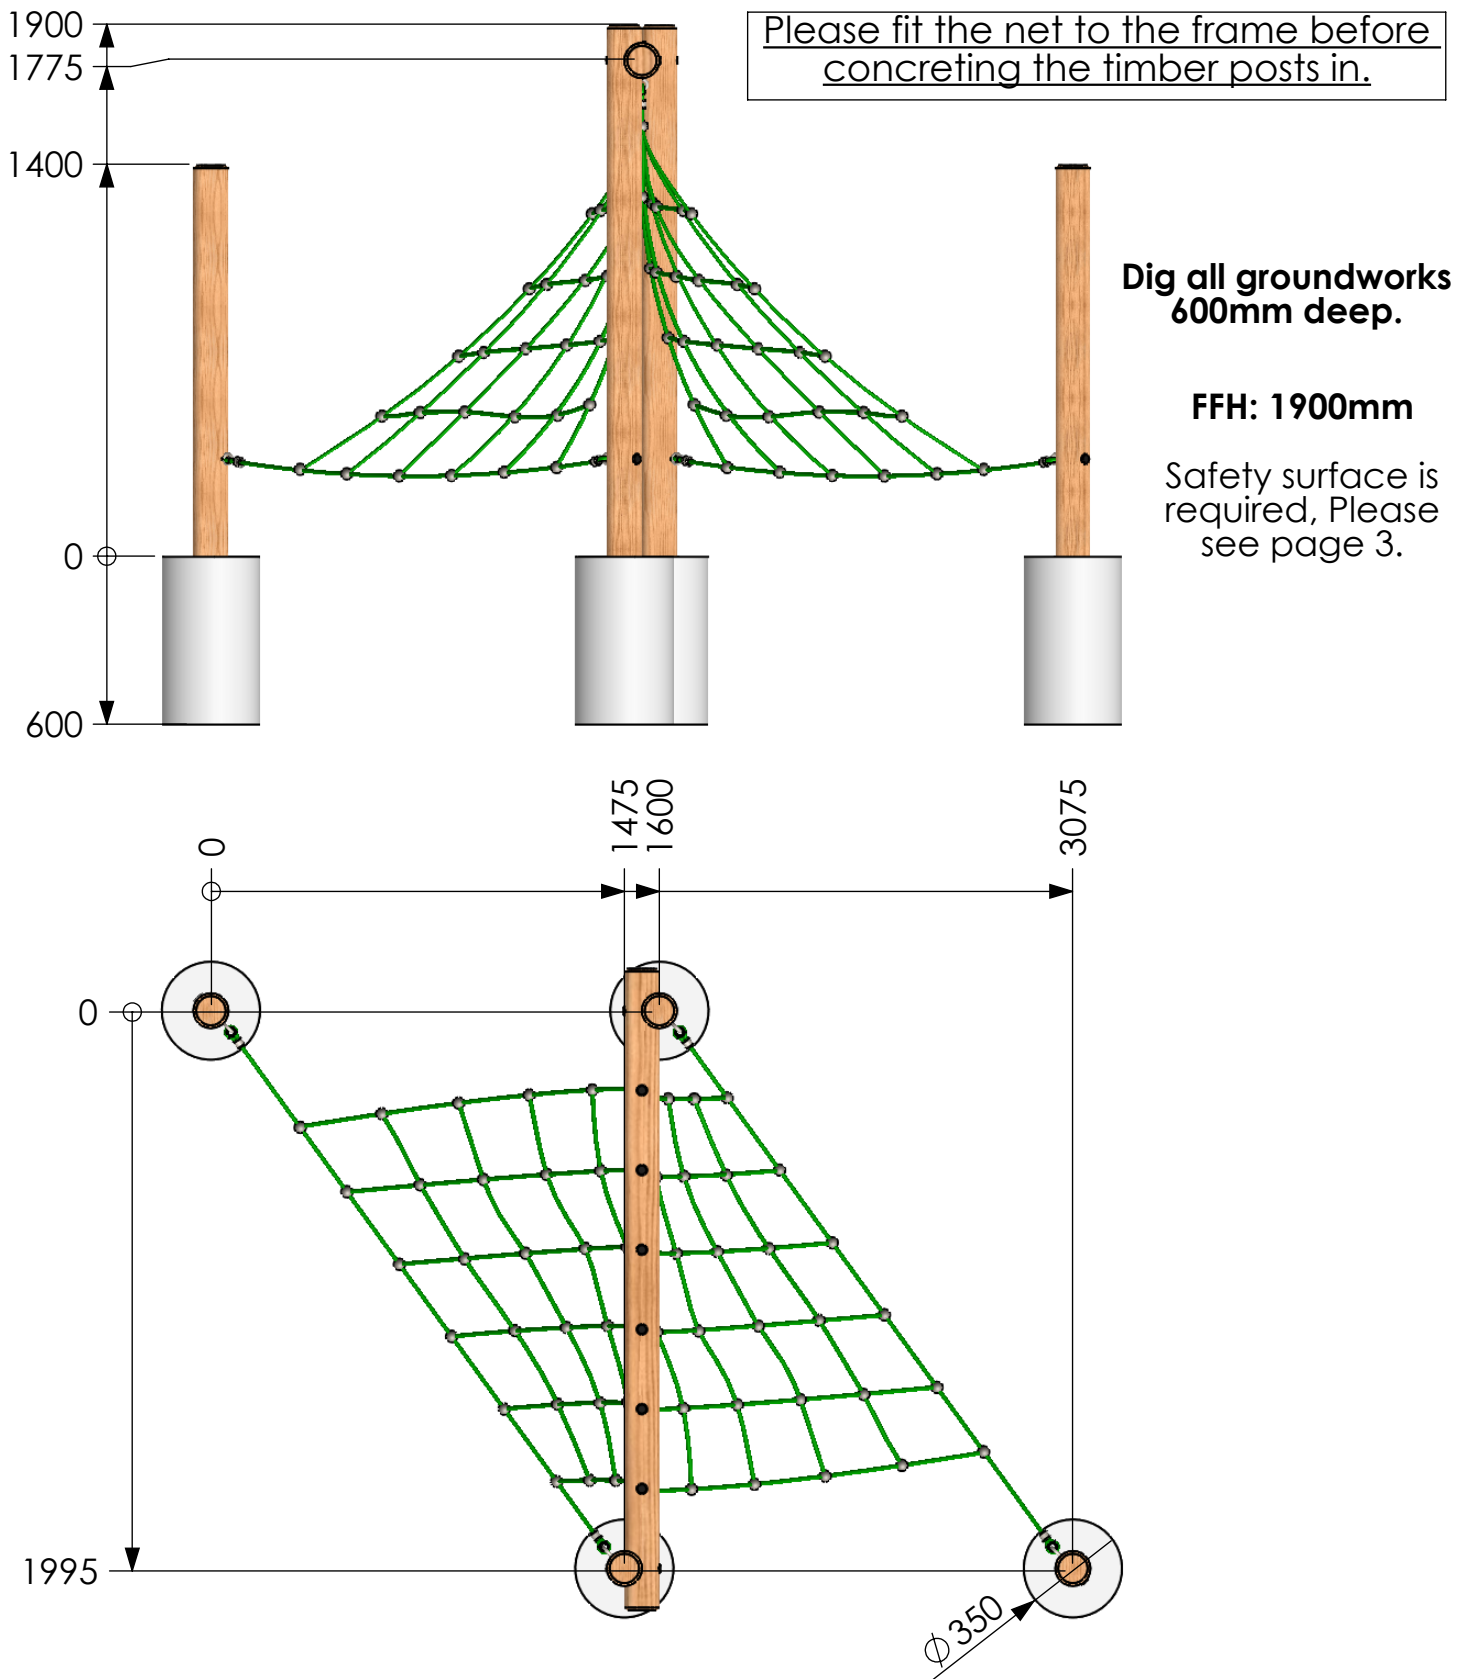 1900
1775
1400
0
600
Please fit the net to the frame before
concreting the timber posts in.
Dig all groundworks
600mm deep.
FFH: 1900mm
Safety surface is
required, Please
see page 3.
0
1475
1600
3075
0
1995
⌀ 350